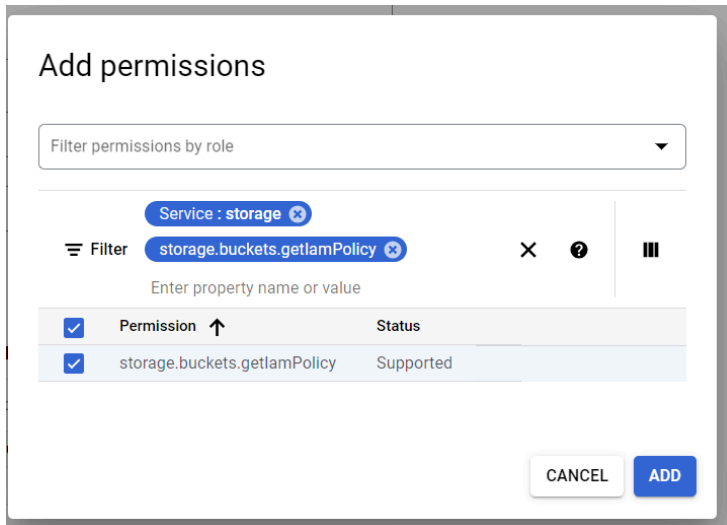 Add permissions
Filter permissions by role
Service : storage
Filter storage.buckets.getIamPolicy
Enter property name or value
Permission Status
storage.buckets.getIamPolicy Supported
CANCEL ADD